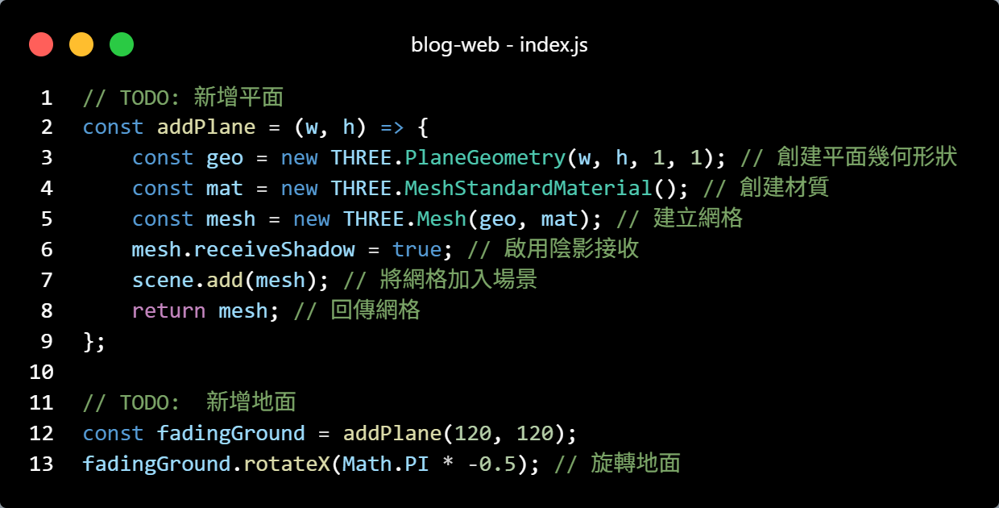 blog-web - index.js
1 // TODO: 新增平面
2 const addPlane = (w, h) => {
3     const geo = new THREE.PlaneGeometry(w, h, 1, 1); // 創建平面幾何形狀
4     const mat = new THREE.MeshStandardMaterial(); // 創建材質
5     const mesh = new THREE.Mesh(geo, mat); // 建立網格
6     mesh.receiveShadow = true; // 啟用陰影接收
7     scene.add(mesh); // 將網格加入場景
8     return mesh; // 回傳網格
9 };
10
11 // TODO:  新增地面
12 const fadingGround = addPlane(120, 120);
13 fadingGround.rotateX(Math.PI * -0.5); // 旋轉地面